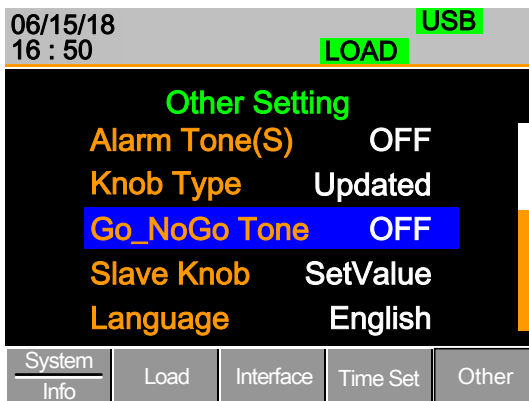 06/15/18 USB
16 : 50 LOAD
Other Setting
Alarm Tone(S) OFF
Knob Type Updated
Go_NoGo Tone OFF
Slave Knob SetValue
Language English
System Info Load Interface Time Set Other